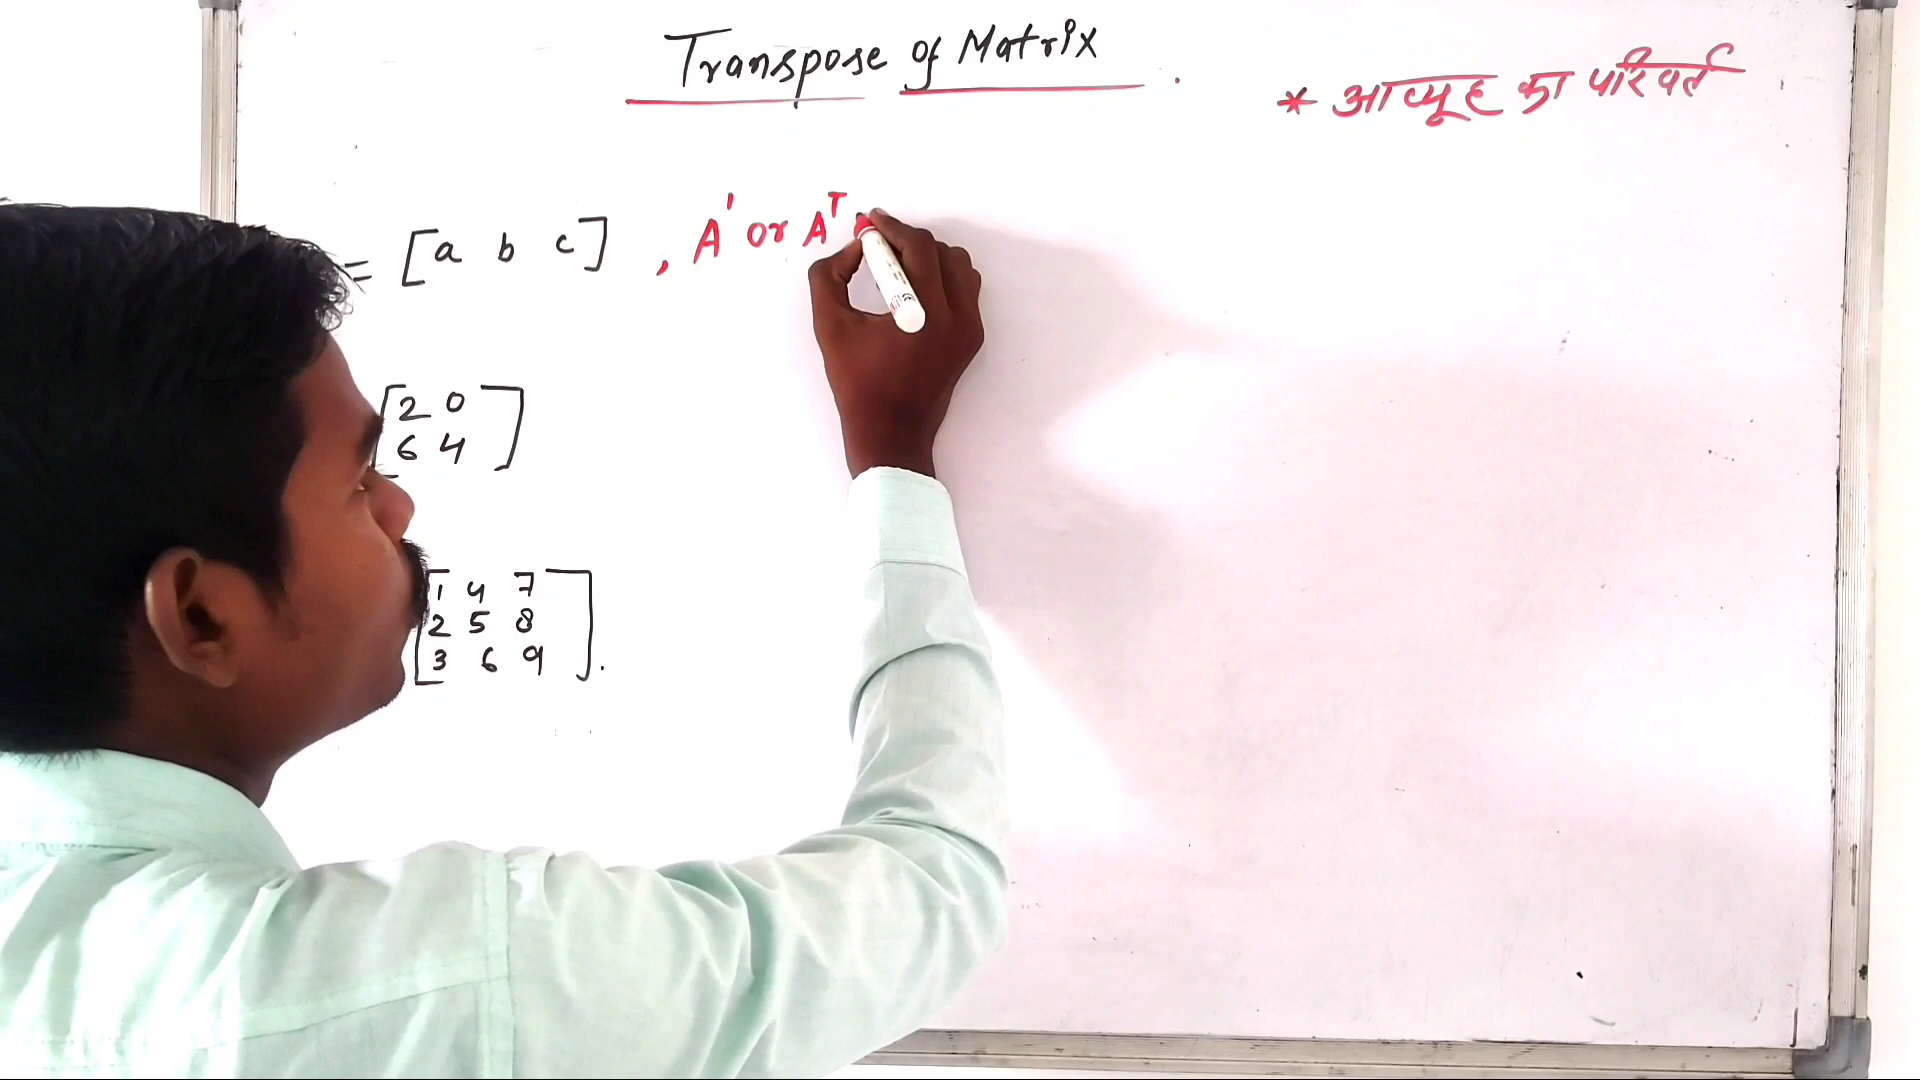 Transpose of Matrix
* आव्यूह का परिवर्त
= [a b c] , A' or Aᵀ
[2 0
6 4]
1 4 7
2 5 8
[3 6 9].